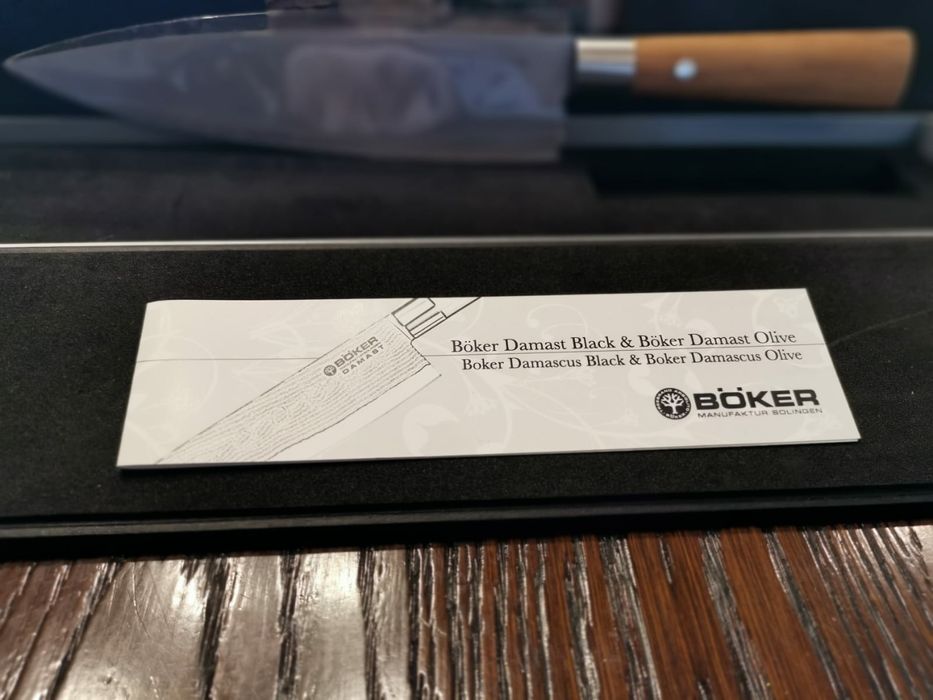 BÖKER
DAMAST
Böker Damast Black & Böker Damast Olive
Boker Damascus Black & Boker Damascus Olive
BÖKER
MANUFAKTUR SOLINGEN